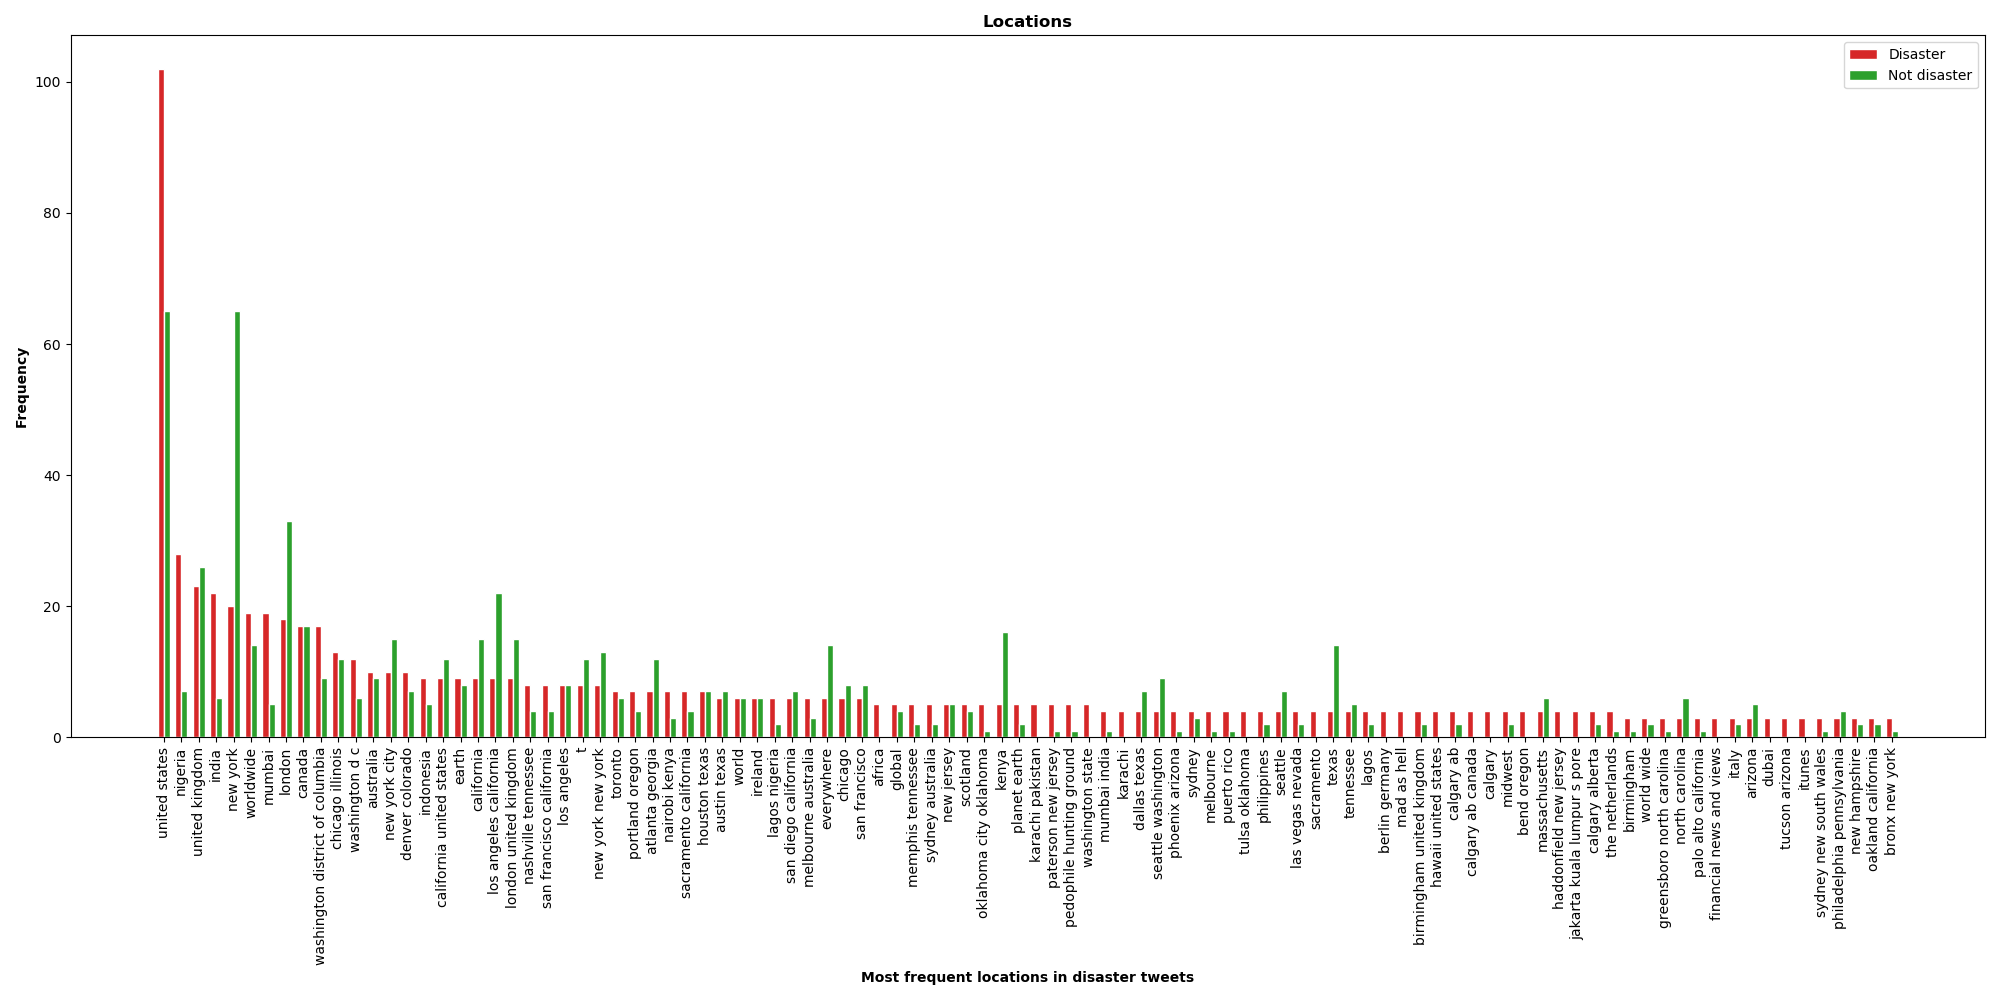 Locations
Disaster
Not disaster
Frequency
100
80
60
40
20
0
united states
nigeria
united kingdom
india
new york
worldwide
mumbai
london
canada
washington district of columbia
chicago illinois
washington d c
australia
new york city
denver colorado
indonesia
california united states
earth
california
los angeles california
london united kingdom
nashville tennessee
san francisco california
los angeles
t
new york new york
toronto
portland oregon
atlanta georgia
nairobi kenya
sacramento california
houston texas
austin texas
world
ireland
lagos nigeria
san diego california
melbourne australia
everywhere
chicago
san francisco
africa
global
memphis tennessee
sydney australia
new jersey
scotland
oklahoma city oklahoma
kenya
planet earth
karachi pakistan
paterson new jersey
pedophile hunting ground
washington state
mumbai india
karachi
dallas texas
seattle washington
phoenix arizona
sydney
melbourne
puerto rico
tulsa oklahoma
philippines
seattle
las vegas nevada
sacramento
texas
tennessee
lagos
berlin germany
mad as hell
birmingham united kingdom
hawaii united states
calgary ab
calgary ab canada
calgary
midwest
bend oregon
massachusetts
haddonfield new jersey
jakarta kuala lumpur s pore
calgary alberta
the netherlands
birmingham
world wide
greensboro north carolina
north carolina
palo alto california
financial news and views
italy
arizona
dubai
tucson arizona
itunes
sydney new south wales
philadelphia pennsylvania
new hampshire
oakland california
bronx new york
Most frequent locations in disaster tweets